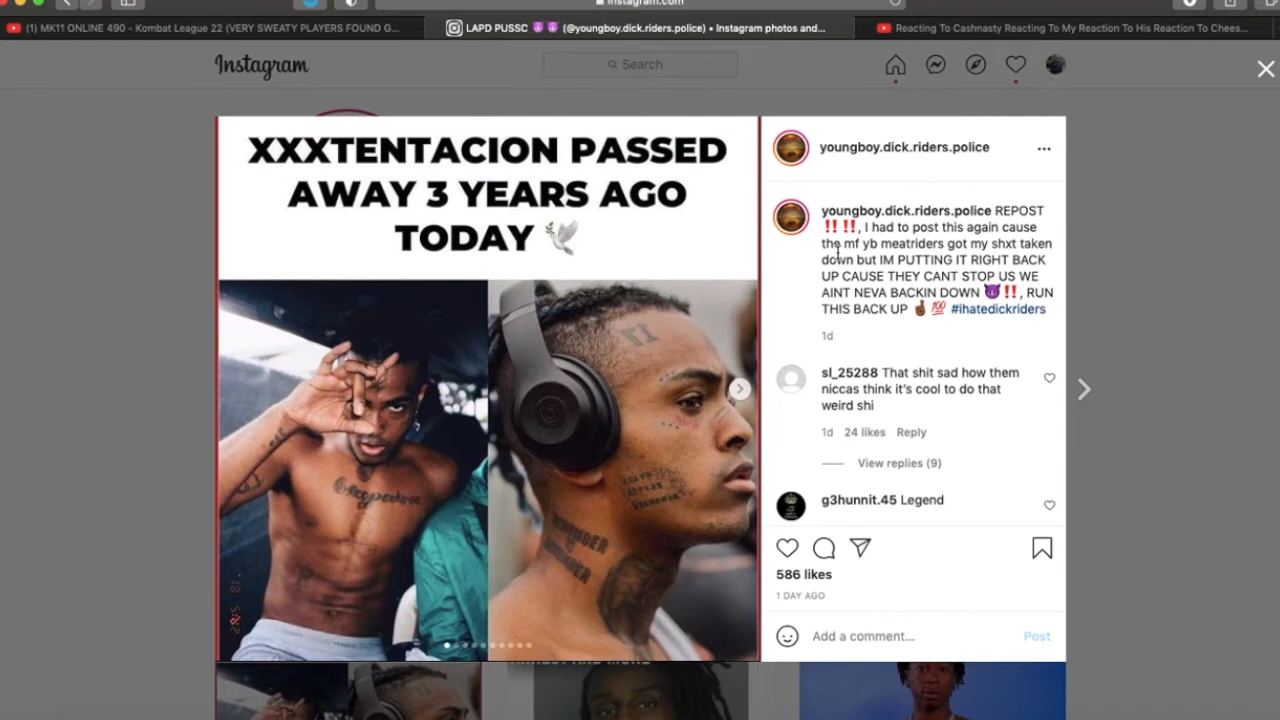 instagram.com
(1) MK11 ONLINE 490 - Kombat League 22 (VERY SWEATY PLAYERS FOUND G...
LAPD PUSSC 😈😈 (@youngboy.dick.riders.police) • Instagram photos and...
Reacting To Cashnasty Reacting To My Reaction To His Reaction To Chees...
Instagram
Search
XXXTENTACION PASSED
AWAY 3 YEARS AGO
TODAY 🕊
youngboy.dick.riders.police
youngboy.dick.riders.police REPOST
‼️‼️, I had to post this again cause
the mf yb meatriders got my shxt taken
down but IM PUTTING IT RIGHT BACK
UP CAUSE THEY CANT STOP US WE
AINT NEVA BACKIN DOWN 😈‼️, RUN
THIS BACK UP 🤞🏾💯 #ihatedickriders
1d
sl_25288 That shit sad how them
niccas think it's cool to do that
weird shi
1d 24 likes Reply
View replies (9)
g3hunnit.45 Legend
586 likes
1 DAY AGO
Add a comment...
Post